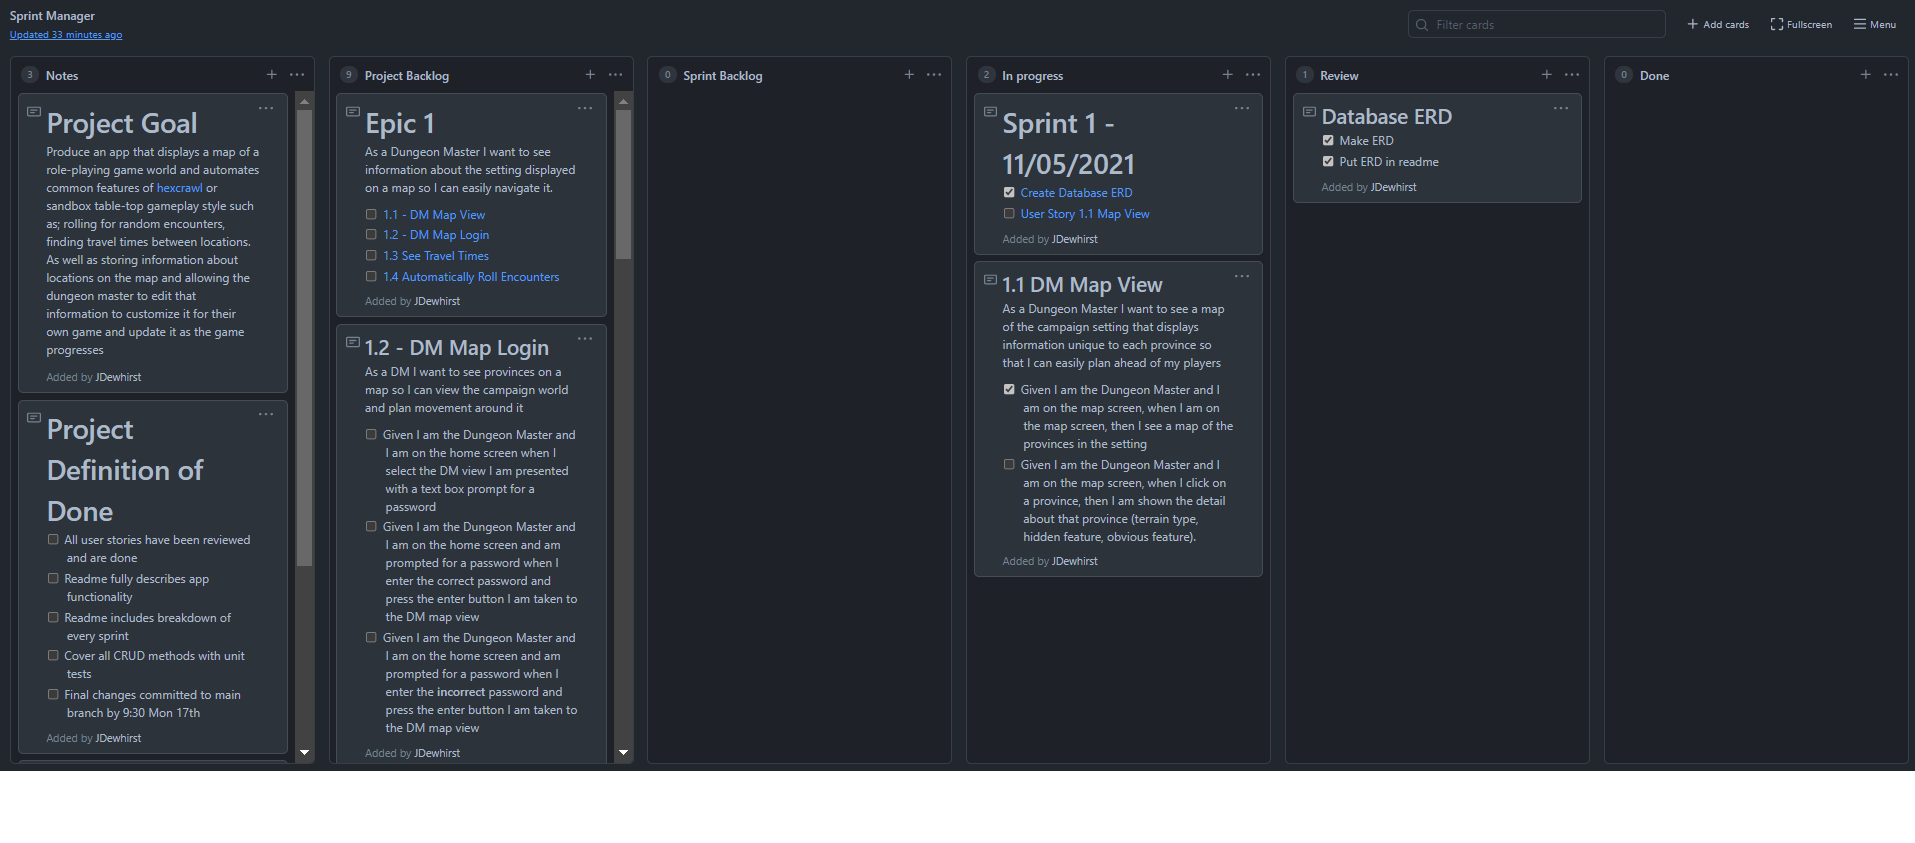 Sprint Manager
Updated 33 minutes ago
Filter cards
Add cards
Fullscreen
Menu
3 Notes
Project Goal
Produce an app that displays a map of a
role-playing game world and automates
common features of hexcrawl or
sandbox table-top gameplay style such
as; rolling for random encounters,
finding travel times between locations.
As well as storing information about
locations on the map and allowing the
dungeon master to edit that
information to customize it for their
own game and update it as the game
progresses
Added by JDewhirst
Project
Definition of
Done
All user stories have been reviewed
and are done
Readme fully describes app
functionality
Readme includes breakdown of
every sprint
Cover all CRUD methods with unit
tests
Final changes committed to main
branch by 9:30 Mon 17th
Added by JDewhirst
9 Project Backlog
Epic 1
As a Dungeon Master I want to see
information about the setting displayed
on a map so I can easily navigate it.
1.1 - DM Map View
1.2 - DM Map Login
1.3 See Travel Times
1.4 Automatically Roll Encounters
Added by JDewhirst
1.2 - DM Map Login
As a DM I want to see provinces on a
map so I can view the campaign world
and plan movement around it
Given I am the Dungeon Master and
I am on the home screen when I
select the DM view I am presented
with a text box prompt for a
password
Given I am the Dungeon Master and
I am on the home screen and am
prompted for a password when I
enter the correct password and
press the enter button I am taken to
the DM map view
Given I am the Dungeon Master and
I am on the home screen and am
prompted for a password when I
enter the incorrect password and
press the enter button I am taken to
the DM map view
Added by JDewhirst
0 Sprint Backlog
2 In progress
Sprint 1 -
11/05/2021
Create Database ERD
User Story 1.1 Map View
Added by JDewhirst
1.1 DM Map View
As a Dungeon Master I want to see a map
of the campaign setting that displays
information unique to each province so
that I can easily plan ahead of my players
Given I am the Dungeon Master and I
am on the map screen, when I am on
the map screen, then I see a map of the
provinces in the setting
Given I am the Dungeon Master and I
am on the map screen, when I click on
a province, then I am shown the detail
about that province (terrain type,
hidden feature, obvious feature).
Added by JDewhirst
1 Review
Database ERD
Make ERD
Put ERD in readme
Added by JDewhirst
0 Done